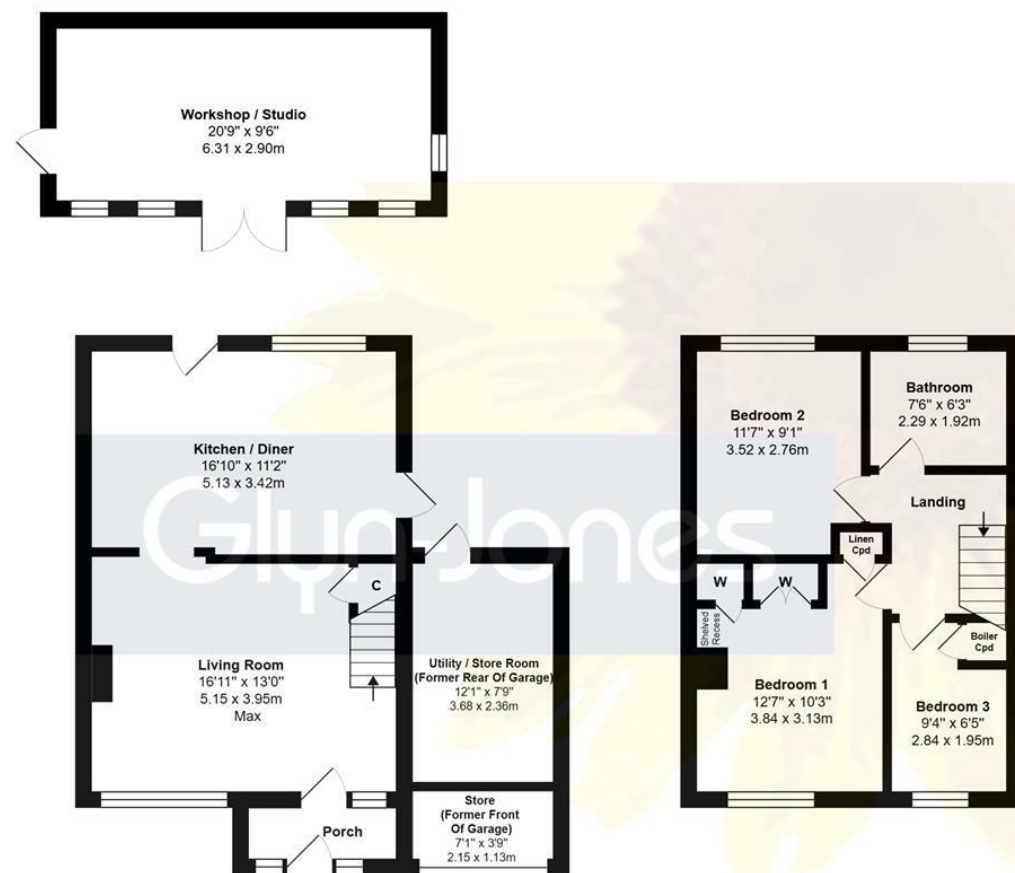 Workshop / Studio
20'9" x 9'6"
6.31 x 2.90m
Kitchen / Diner
16'10" x 11'2"
5.13 x 3.42m
Glyn-Jones
C
Living Room
16'11" x 13'0"
5.15 x 3.95m
Max
Utility / Store Room
(Former Rear Of Garage)
12'1" x 7'9"
3.68 x 2.36m
Porch
Store
(Former Front
Of Garage)
7'1" x 3'9"
2.15 x 1.13m
Bedroom 2
11'7" x 9'1"
3.52 x 2.76m
Bathroom
7'6" x 6'3"
2.29 x 1.92m
Landing
Linen
Cpd
W
W
Shelved
Recess
Boiler
Cpd
Bedroom 1
12'7" x 10'3"
3.84 x 3.13m
Bedroom 3
9'4" x 6'5"
2.84 x 1.95m